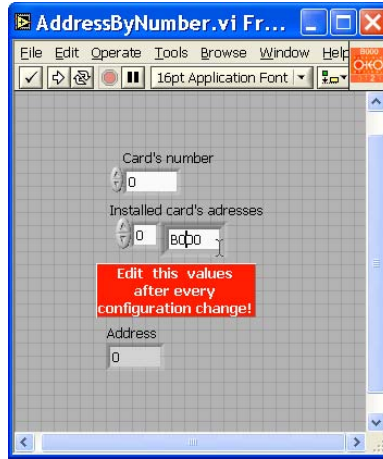 AddressByNumber.vi Fr...
File Edit Operate Tools Browse Window Help
16pt Application Font
Card's number
0
Installed card's adresses
0 B000
Edit this values
after every
configuration change!
Address
0